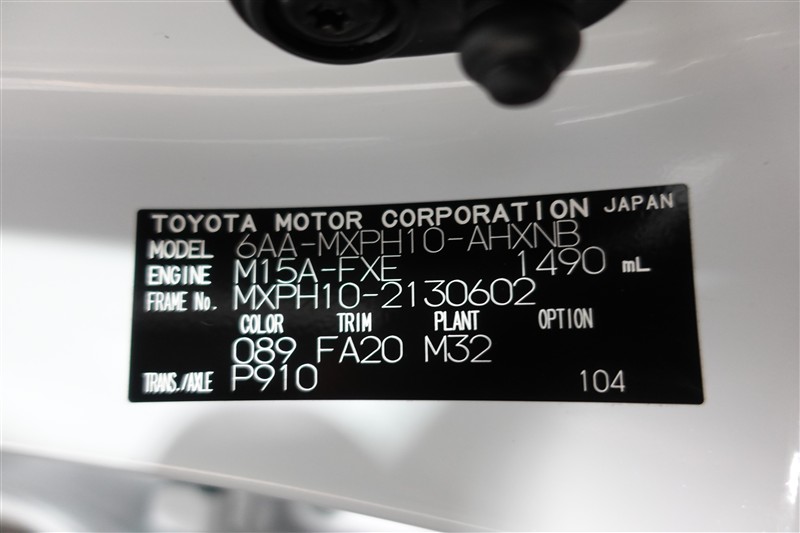 TOYOTA MOTOR CORPORATION JAPAN
MODEL 6AA-MXPH10-AHXNB
ENGINE M15A-FXE 1490 mL
FRAME No. MXPH10-2130602
COLOR TRIM PLANT OPTION
089 FA20 M32
TRANS./AXLE P910 104